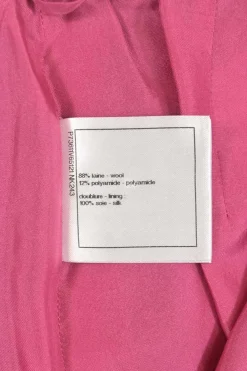 88% laine - wool
12% polyamide - polyamide
doublure - lining :
100% soie - silk